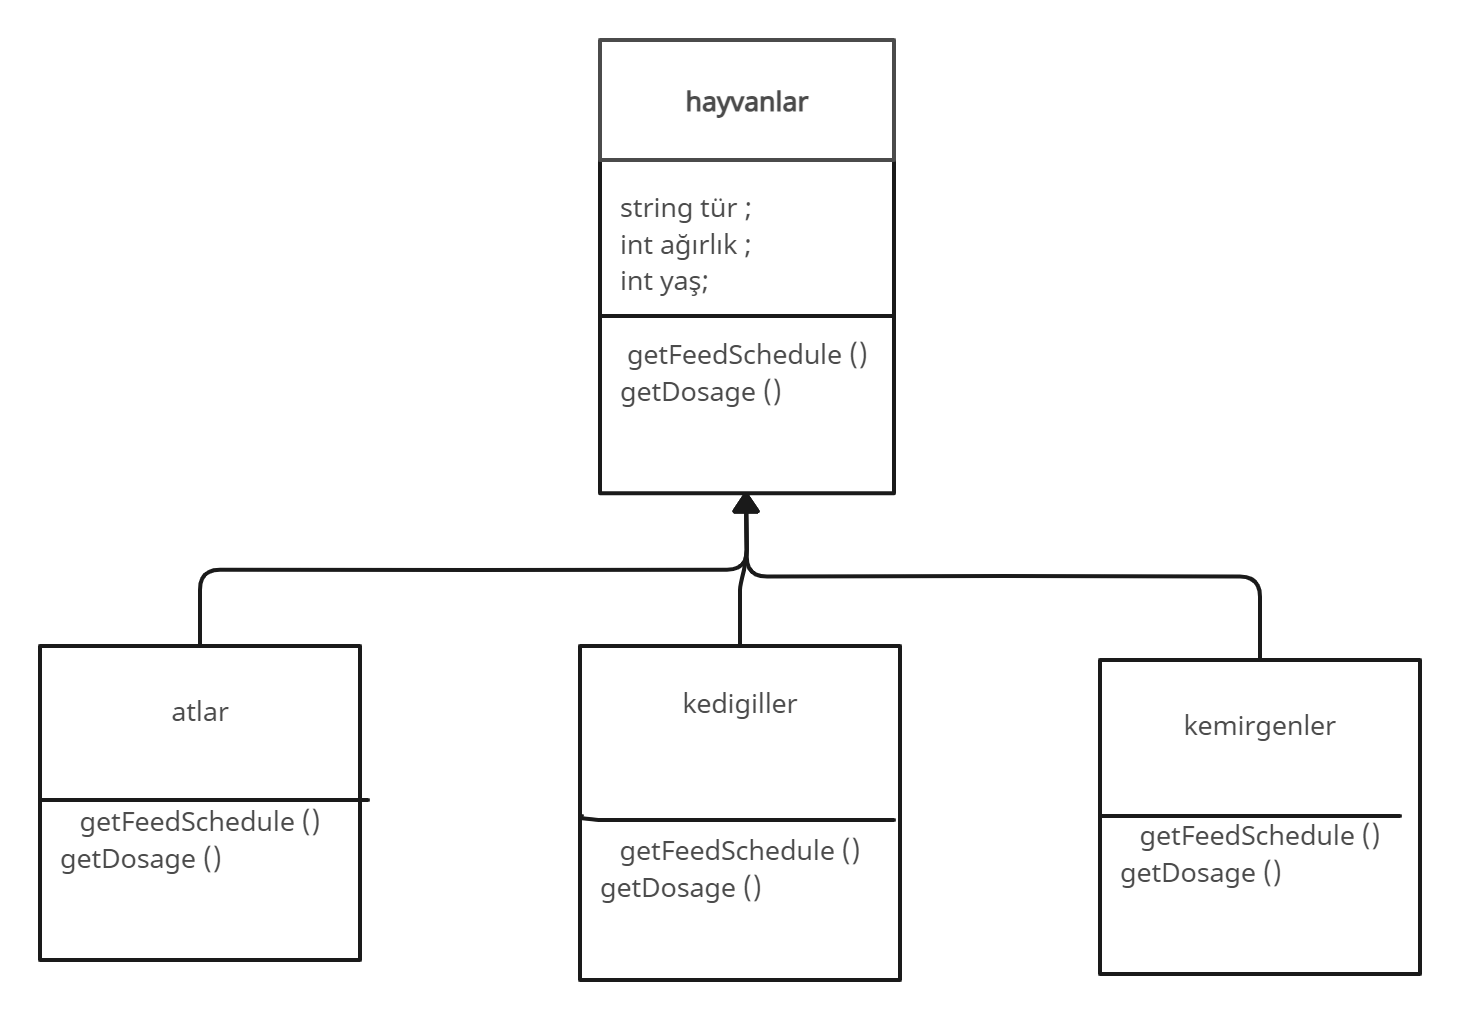 hayvanlar
string tür ;
int ağırlık ;
int yaş;
getFeedSchedule ()
getDosage ()
atlar
getFeedSchedule ()
getDosage ()
kedigiller
getFeedSchedule ()
getDosage ()
kemirgenler
getFeedSchedule ()
getDosage ()